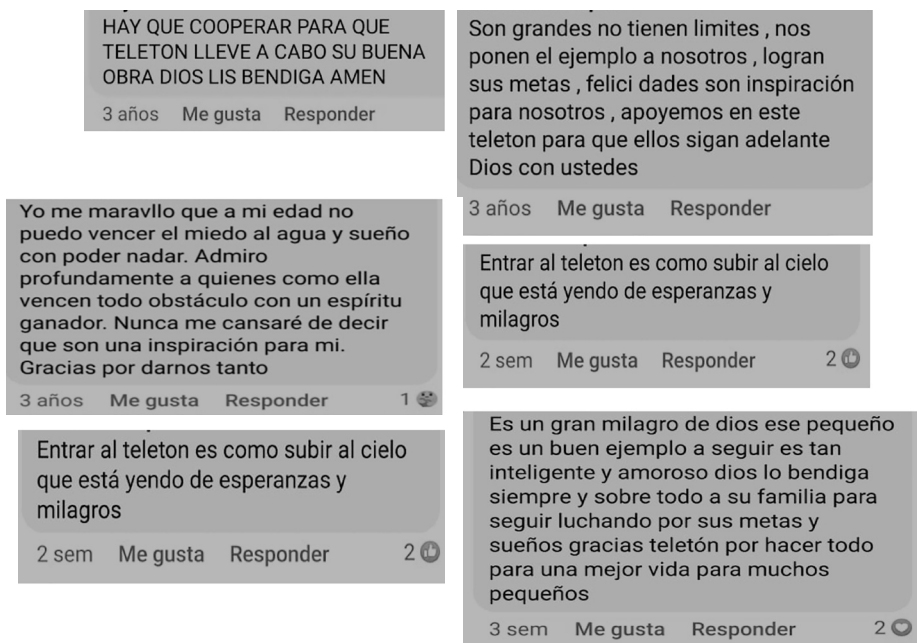 HAY QUE COOPERAR PARA QUE
TELETON LLEVE A CABO SU BUENA
OBRA DIOS LIS BENDIGA AMEN
3 años Me gusta Responder
Son grandes no tienen limites , nos
ponen el ejemplo a nosotros , logran
sus metas , felici dades son inspiración
para nosotros , apoyemos en este
teleton para que ellos sigan adelante
Dios con ustedes
3 años Me gusta Responder
Yo me maravllo que a mi edad no
puedo vencer el miedo al agua y sueño
con poder nadar. Admiro
profundamente a quienes como ella
vencen todo obstáculo con un espíritu
ganador. Nunca me cansaré de decir
que son una inspiración para mi.
Gracias por darnos tanto
3 años Me gusta Responder 1
Entrar al teleton es como subir al cielo
que está yendo de esperanzas y
milagros
2 sem Me gusta Responder 2
Entrar al teleton es como subir al cielo
que está yendo de esperanzas y
milagros
2 sem Me gusta Responder 2
Es un gran milagro de dios ese pequeño
es un buen ejemplo a seguir es tan
inteligente y amoroso dios lo bendiga
siempre y sobre todo a su familia para
seguir luchando por sus metas y
sueños gracias teletón por hacer todo
para una mejor vida para muchos
pequeños
3 sem Me gusta Responder 2